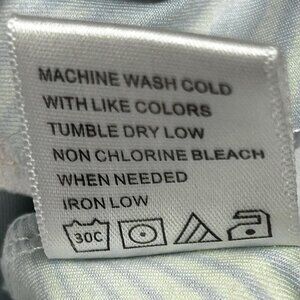 MACHINE WASH COLD
WITH LIKE COLORS
TUMBLE DRY LOW
NON CHLORINE BLEACH
WHEN NEEDED
IRON LOW
30C